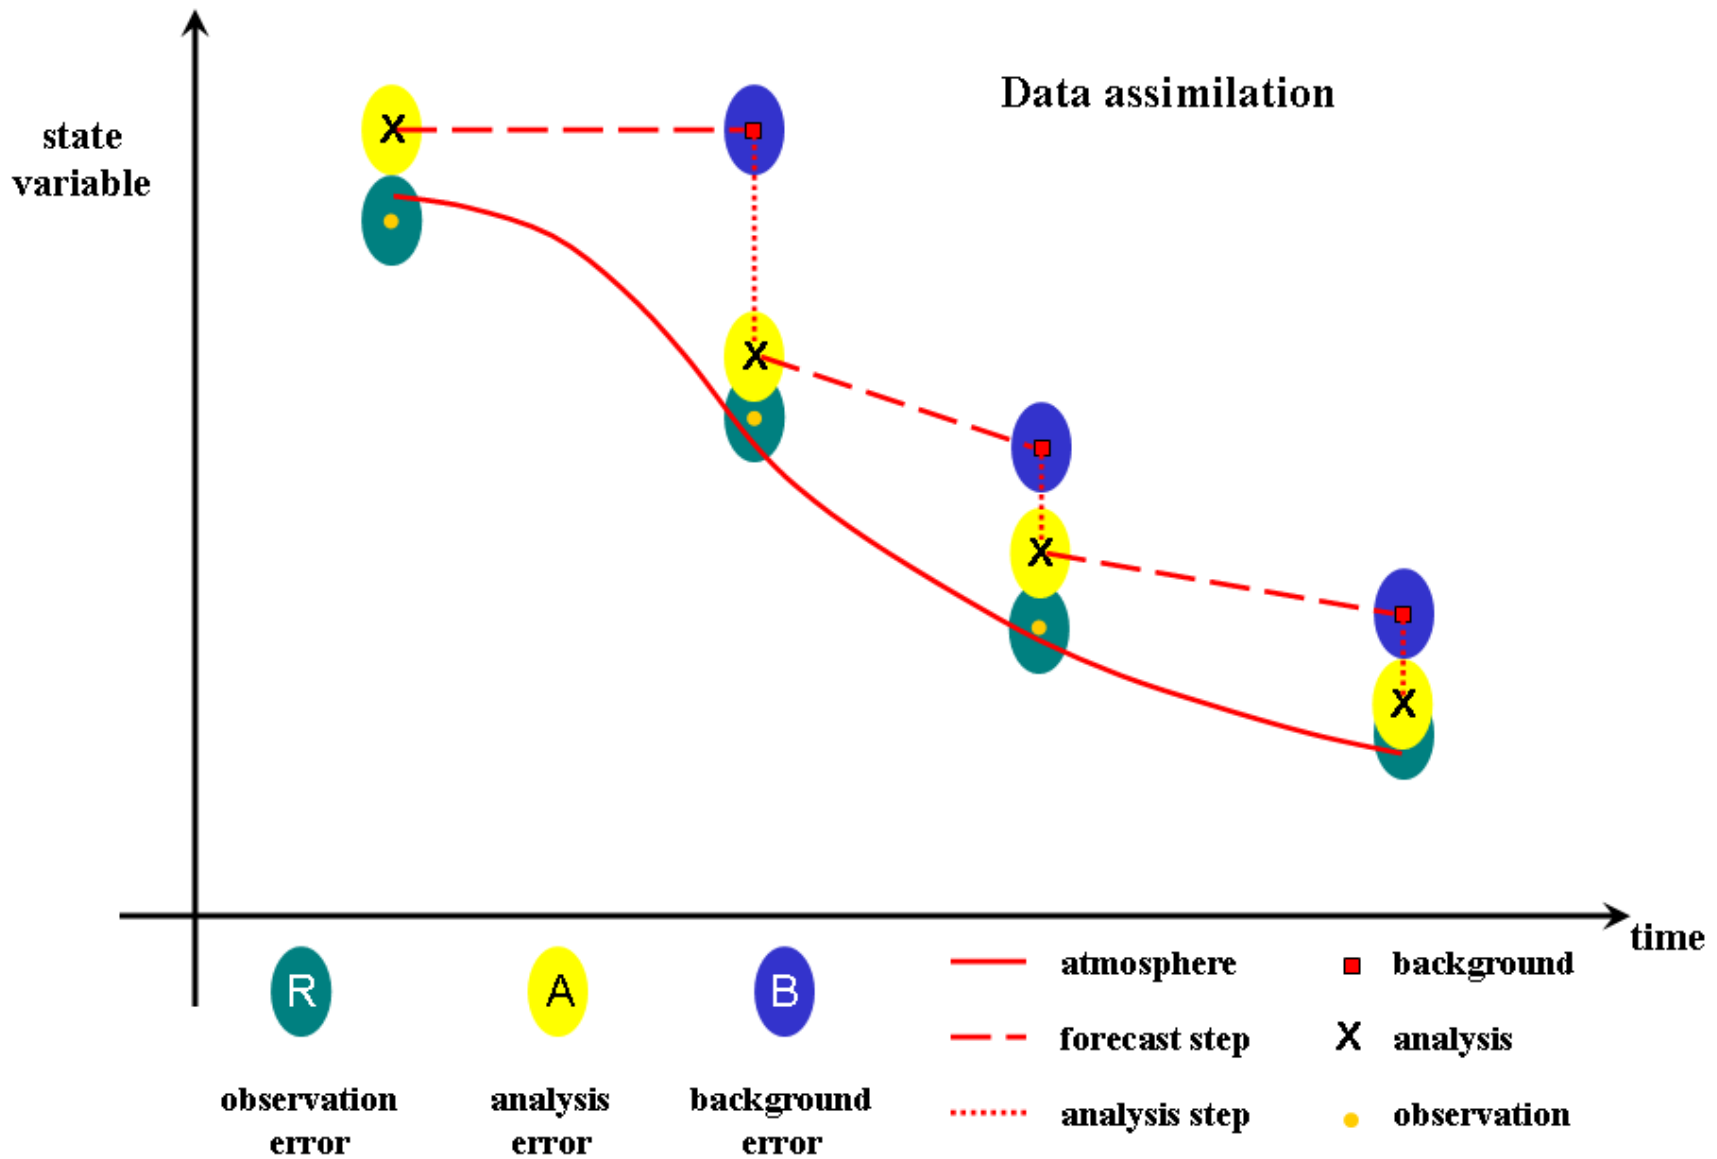 Data assimilation
state
variable
X
X
X
X
time
R
A
B
observation
error
analysis
error
background
error
atmosphere
forecast step
analysis step
background
X analysis
observation